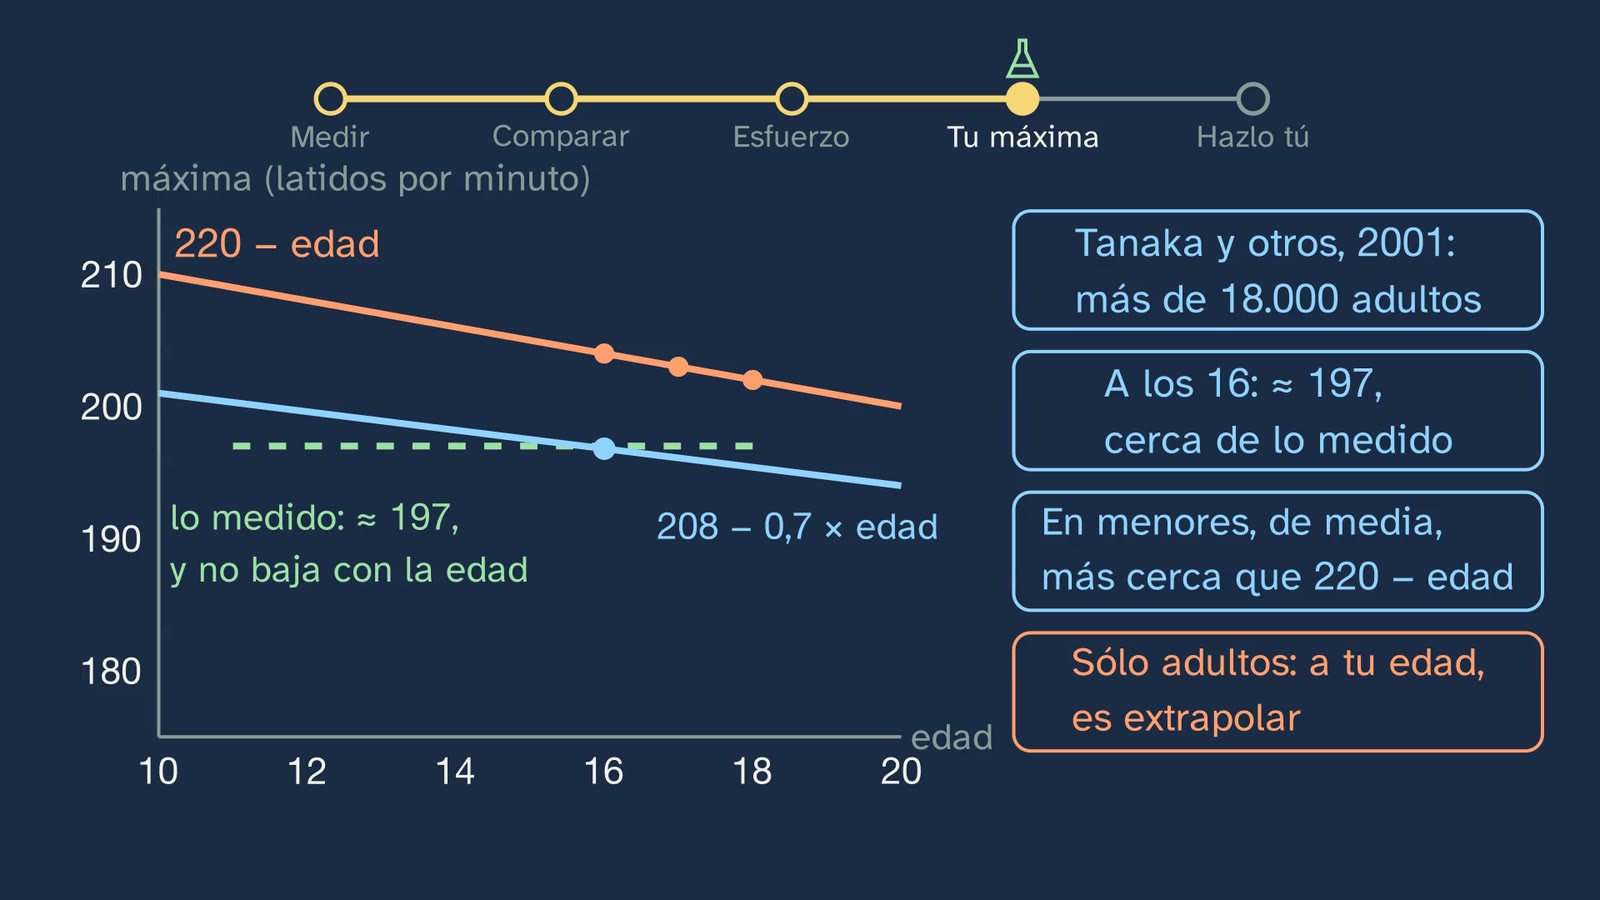 Medir
Comparar
Esfuerzo
Tu máxima
Hazlo tú
máxima (latidos por minuto)
220 – edad
210
200
190
180
lo medido: ≈ 197,
y no baja con la edad
208 – 0,7 × edad
edad
10
12
14
16
18
20
Tanaka y otros, 2001:
más de 18.000 adultos
A los 16: ≈ 197,
cerca de lo medido
En menores, de media,
más cerca que 220 – edad
Sólo adultos: a tu edad,
es extrapolar